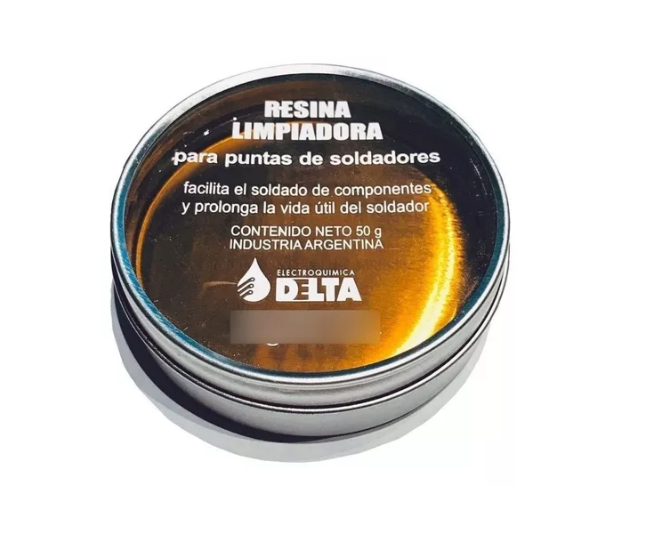 RESINA
LIMPIADORA
para puntas de soldadores
facilita el soldado de componentes
y prolonga la vida útil del soldador
CONTENIDO NETO 50 g
INDUSTRIA ARGENTINA
ELECTROQUIMICA
DELTA